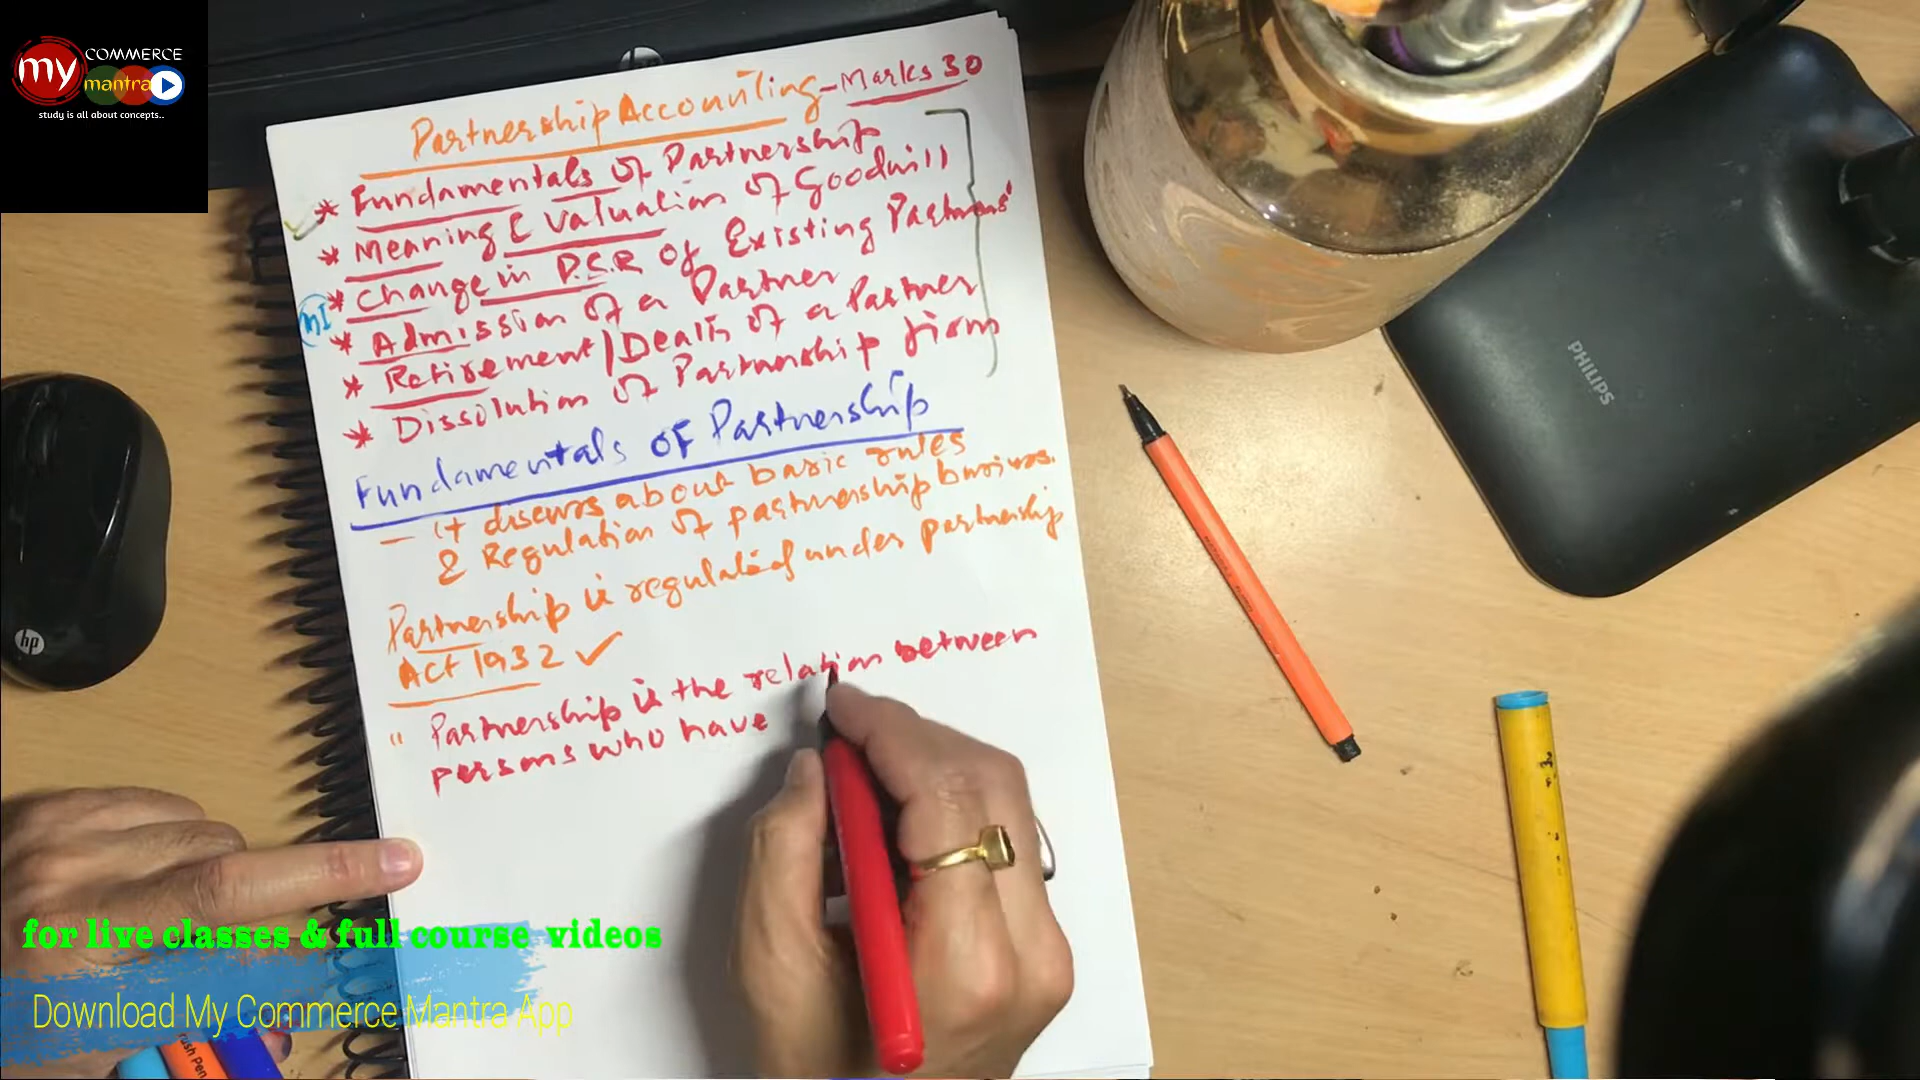 my COMMERCE
mantra
study is all about concepts..
Partnership Accounting - Marks 30
* Fundamentals of Partnership
* Meaning & Valuation of Goodwill
* Change in P.S.R of Existing Partners'
* Admission of a Partner
* Retirement/Death of a Partner
* Dissolution of Partnership firm
Fundamentals of Partnership
- it discuss about basic rules
& Regulation of partnership business.
Partnership is regulated under partnership
Act 1932 ✓
" Partnership is the relation between
persons who have
hp
PHILIPS
for live classes & full course videos
Download My Commerce Mantra App